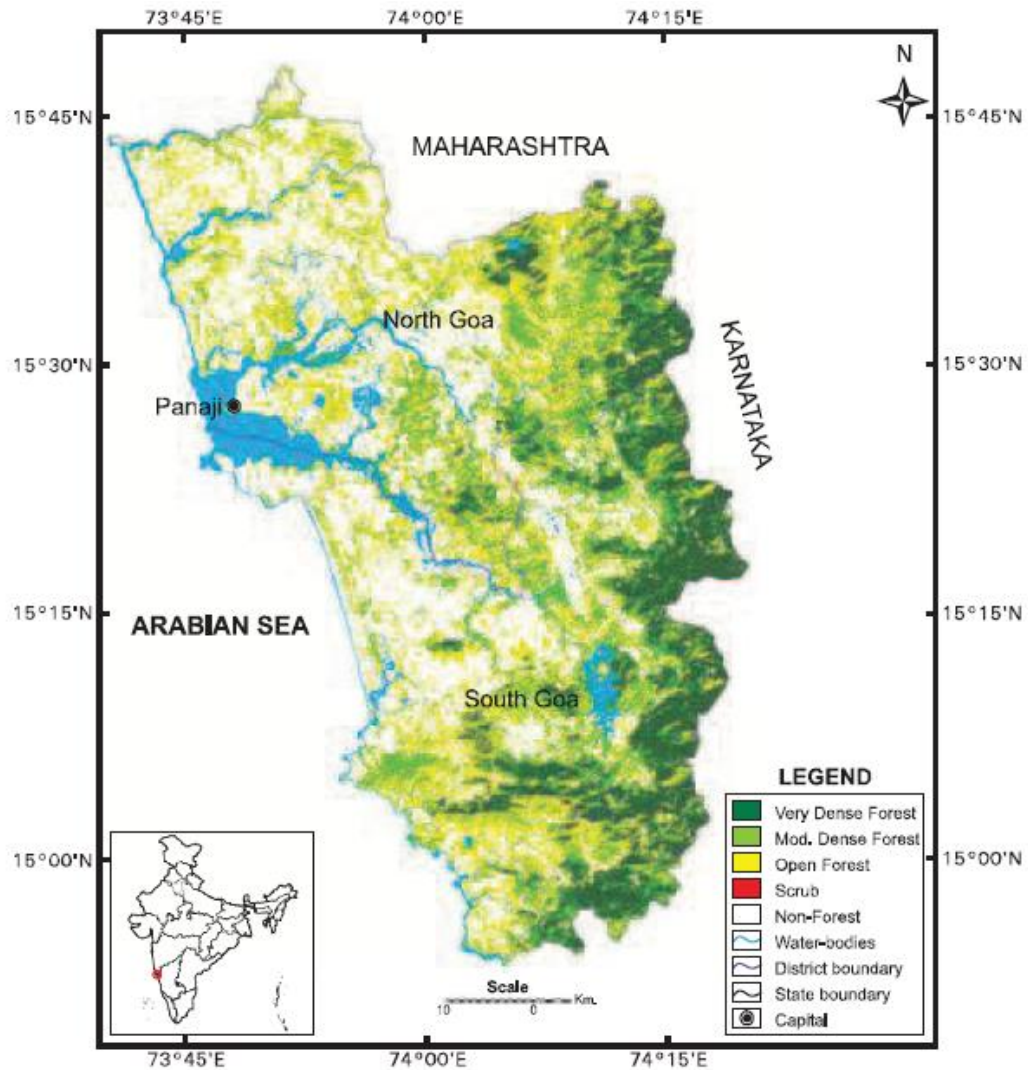 73°45'E 74°00'E 74°15'E
N
15°45'N 15°45'N
MAHARASHTRA
North Goa
15°30'N 15°30'N
KARNATAKA
Panaji
15°15'N 15°15'N
ARABIAN SEA
South Goa
LEGEND
Very Dense Forest
Mod. Dense Forest
Open Forest
Scrub
Non-Forest
Water-bodies
District boundary
State boundary
Capital
15°00'N 15°00'N
Scale
10 0 Km.
73°45'E 74°00'E 74°15'E